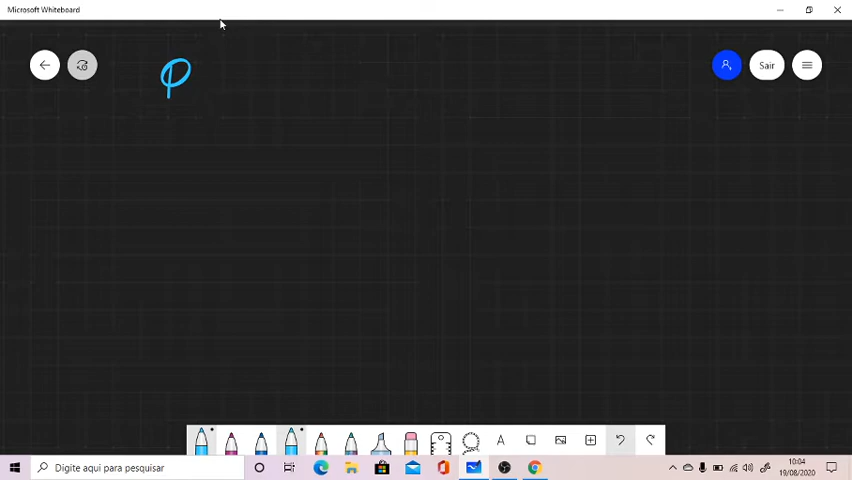 Microsoft Whiteboard
P
Sair
A
Digite aqui para pesquisar
10:04
19/08/2020